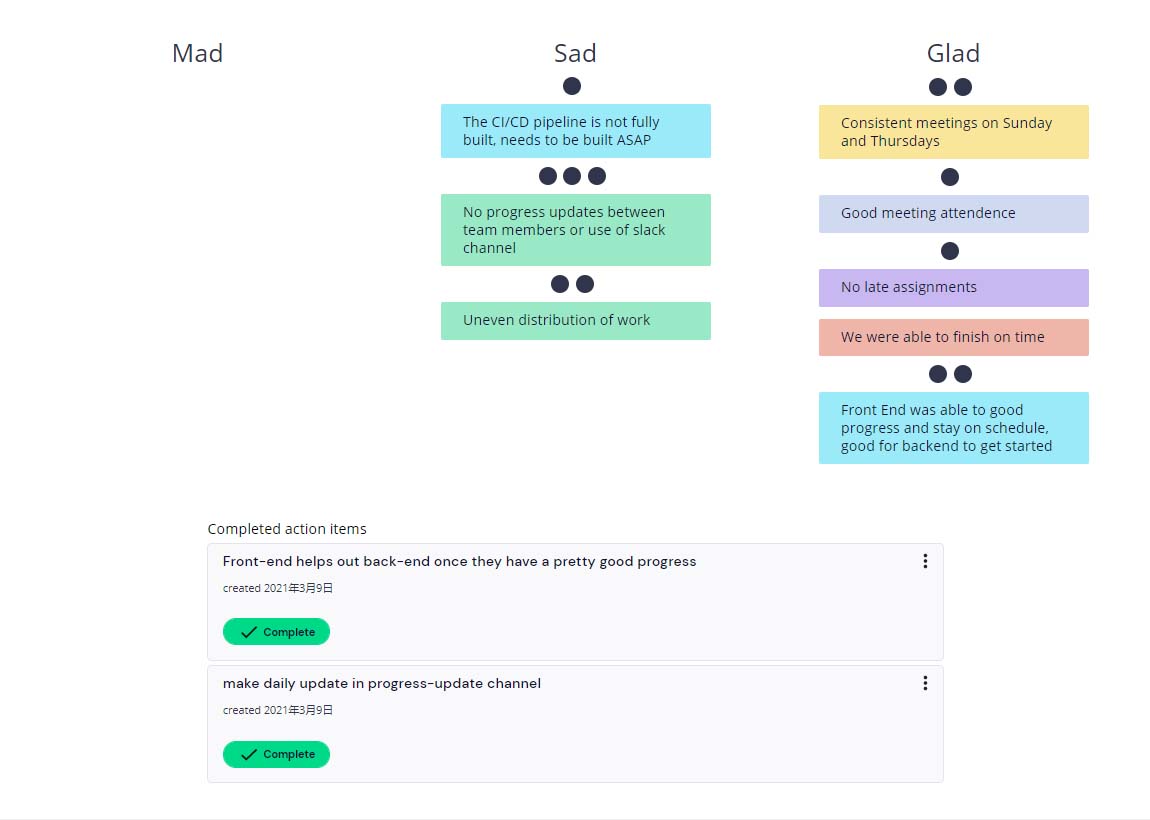 Mad
Sad
The CI/CD pipeline is not fully
built, needs to be built ASAP
No progress updates between
team members or use of slack
channel
Uneven distribution of work
Glad
Consistent meetings on Sunday
and Thursdays
Good meeting attendence
No late assignments
We were able to finish on time
Front End was able to good
progress and stay on schedule,
good for backend to get started
Completed action items
Front-end helps out back-end once they have a pretty good progress
created 2021年3月9日
Complete
make daily update in progress-update channel
created 2021年3月9日
Complete